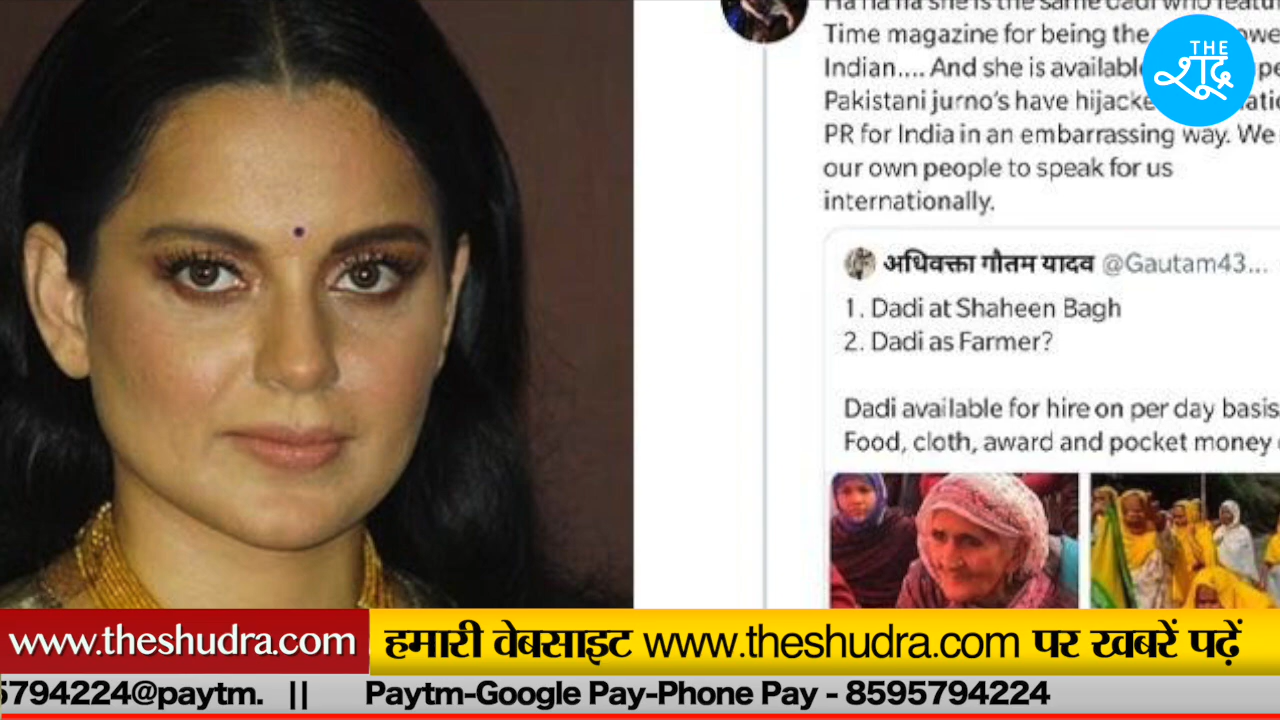 Ha ha ha she is the same dadi who
Time magazine for being the
Indian.... And she is available
Pakistani jurno's have
PR for India in an embarrassing way. We
our own people to speak for us
internationally.
THE
शूद्र
अधिवक्ता गौतम यादव @Gautam43...
1. Dadi at Shaheen Bagh
2. Dadi as Farmer?
Dadi available for hire on per day basis
Food, cloth, award and pocket money
www.theshudra.com
हमारी वेबसाइट www.theshudra.com पर खबरें पढ़ें
5794224@paytm. || Paytm-Google Pay-Phone Pay - 8595794224